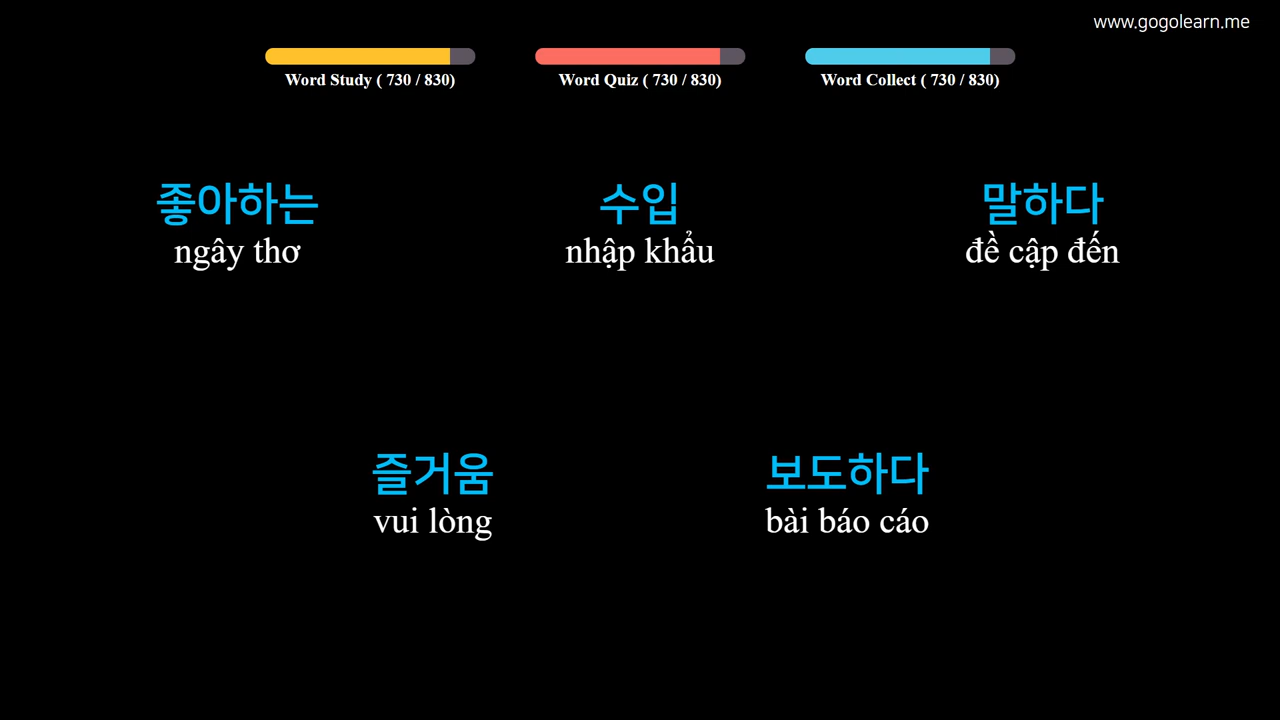 www.gogolearn.me
Word Study ( 730 / 830)
Word Quiz ( 730 / 830)
Word Collect ( 730 / 830)
좋아하는
ngây thơ
수입
nhập khẩu
말하다
đề cập đến
즐거움
vui lòng
보도하다
bài báo cáo